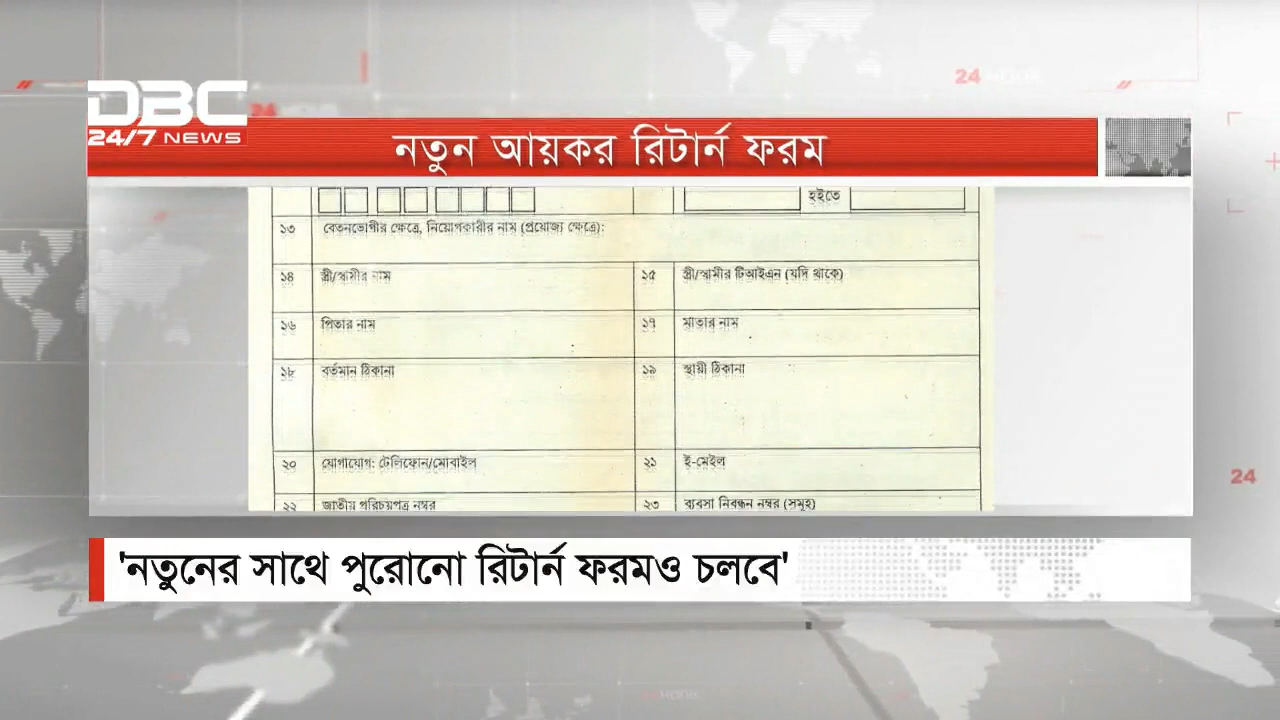 24 HOUR
DBC
24/7 NEWS
24
নতুন আয়কর রিটার্ন ফরম
হইতে
১৩ বেতনভোগীর ক্ষেত্রে, নিয়োগকারীর নাম (প্রযোজ্য ক্ষেত্রে):
১৪ স্ত্রী/স্বামীর নাম ১৫ স্ত্রী/স্বামীর টিআইএন (যদি থাকে)
১৬ পিতার নাম ১৭ মাতার নাম
১৮ বর্তমান ঠিকানা ১৯ স্থায়ী ঠিকানা
২০ যোগাযোগ: টেলিফোন/মোবাইল ২১ ই-মেইল
24
২২ জাতীয় পরিচয়পত্র নম্বর ২৩ ব্যবসা নিবন্ধন নম্বর (সমূহ)
'নতুনের সাথে পুরোনো রিটার্ন ফরমও চলবে'